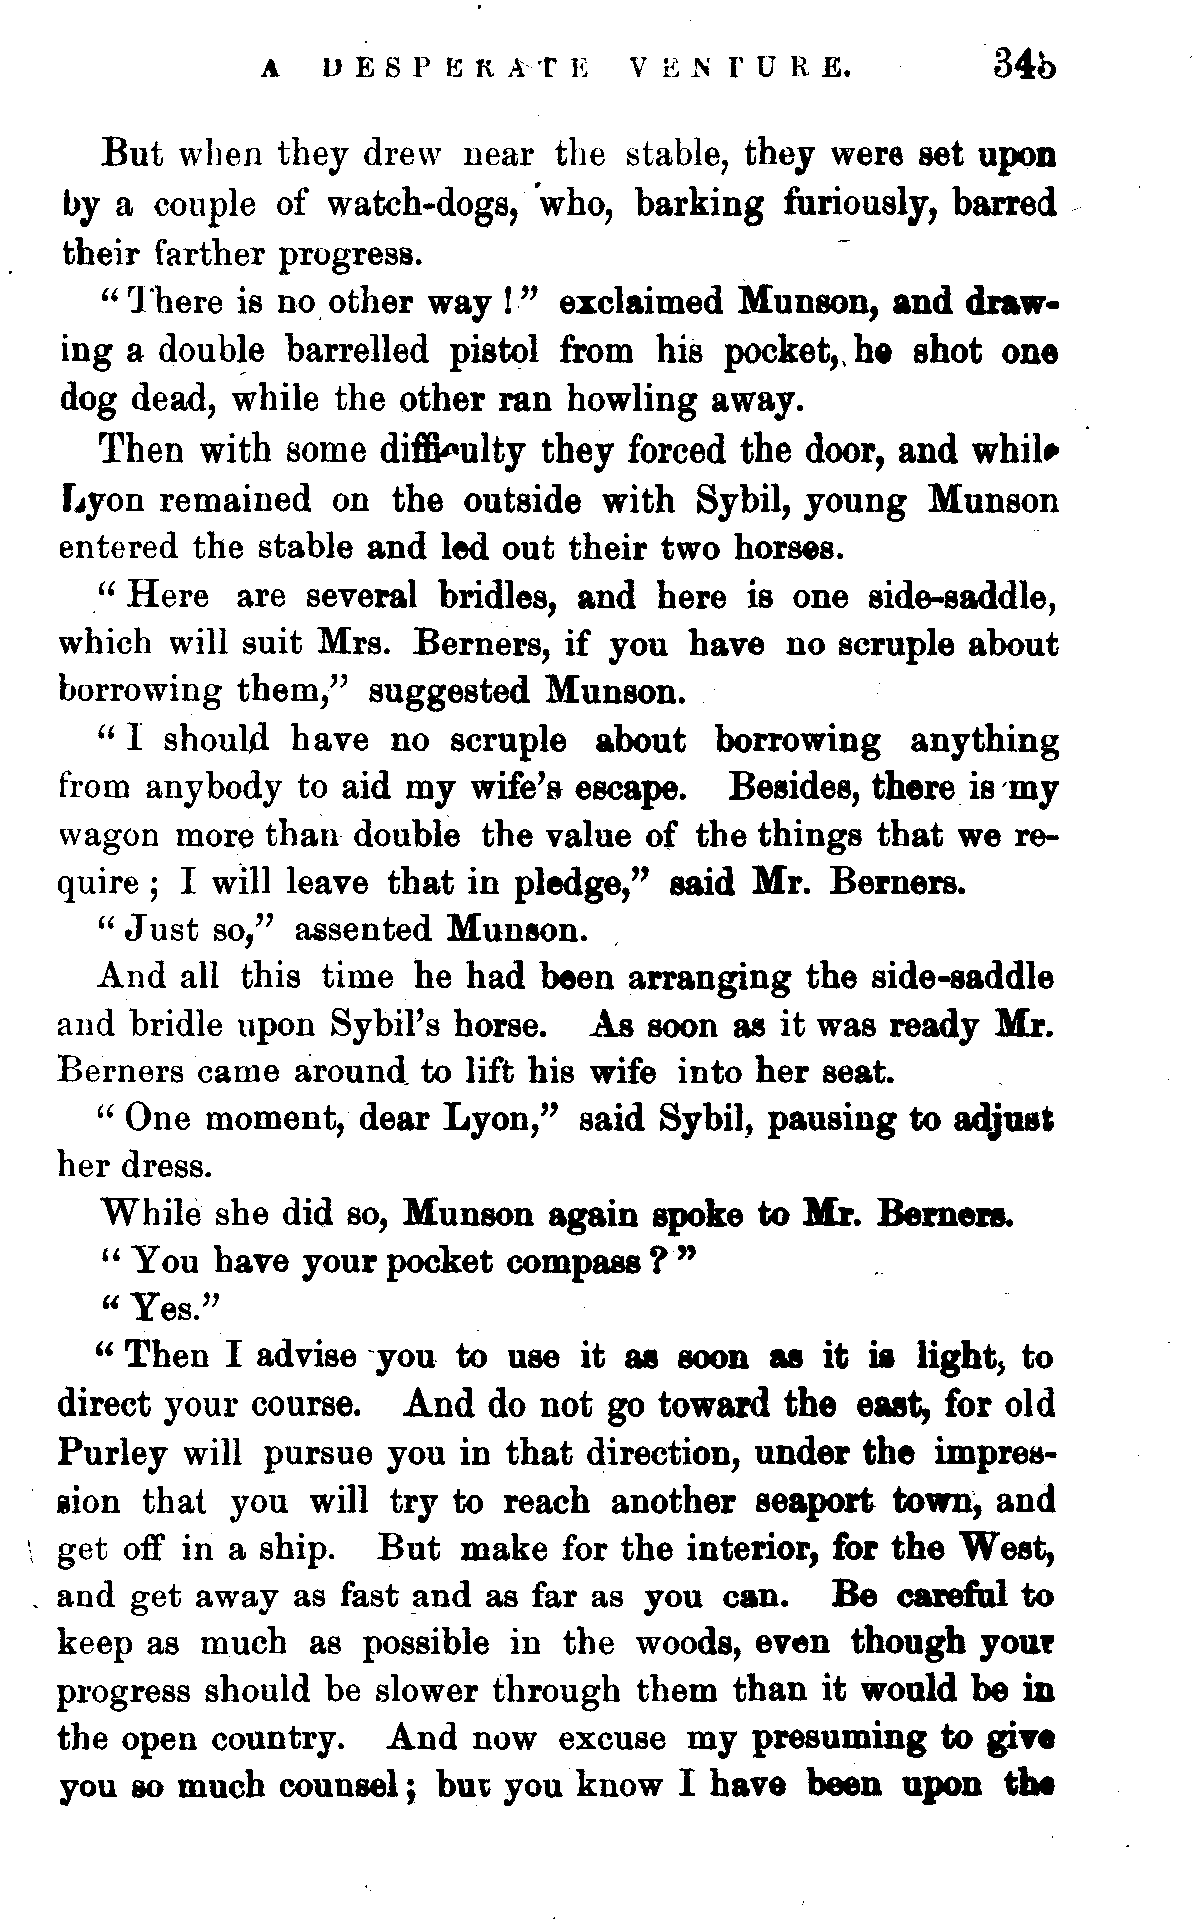 A DESPERATE VENTURE. 345
But when they drew near the stable, they were set upon
by a couple of watch-dogs, who, barking furiously, barred
their farther progress.
“There is no other way!” exclaimed Munson, and draw-
ing a double barrelled pistol from his pocket, he shot one
dog dead, while the other ran howling away.
Then with some difficulty they forced the door, and while
Lyon remained on the outside with Sybil, young Munson
entered the stable and led out their two horses.
“Here are several bridles, and here is one side-saddle,
which will suit Mrs. Berners, if you have no scruple about
borrowing them,” suggested Munson.
“I should have no scruple about borrowing anything
from anybody to aid my wife’s escape. Besides, there is my
wagon more than double the value of the things that we re-
quire; I will leave that in pledge,” said Mr. Berners.
“Just so,” assented Munson.
And all this time he had been arranging the side-saddle
and bridle upon Sybil’s horse. As soon as it was ready Mr.
Berners came around to lift his wife into her seat.
“One moment, dear Lyon,” said Sybil, pausing to adjust
her dress.
While she did so, Munson again spoke to Mr. Berners.
“You have your pocket compass?”
“Yes.”
“Then I advise you to use it as soon as it is light, to
direct your course. And do not go toward the east, for old
Purley will pursue you in that direction, under the impres-
sion that you will try to reach another seaport town, and
get off in a ship. But make for the interior, for the West,
and get away as fast and as far as you can. Be careful to
keep as much as possible in the woods, even though your
progress should be slower through them than it would be in
the open country. And now excuse my presuming to give
you so much counsel; but you know I have been upon the